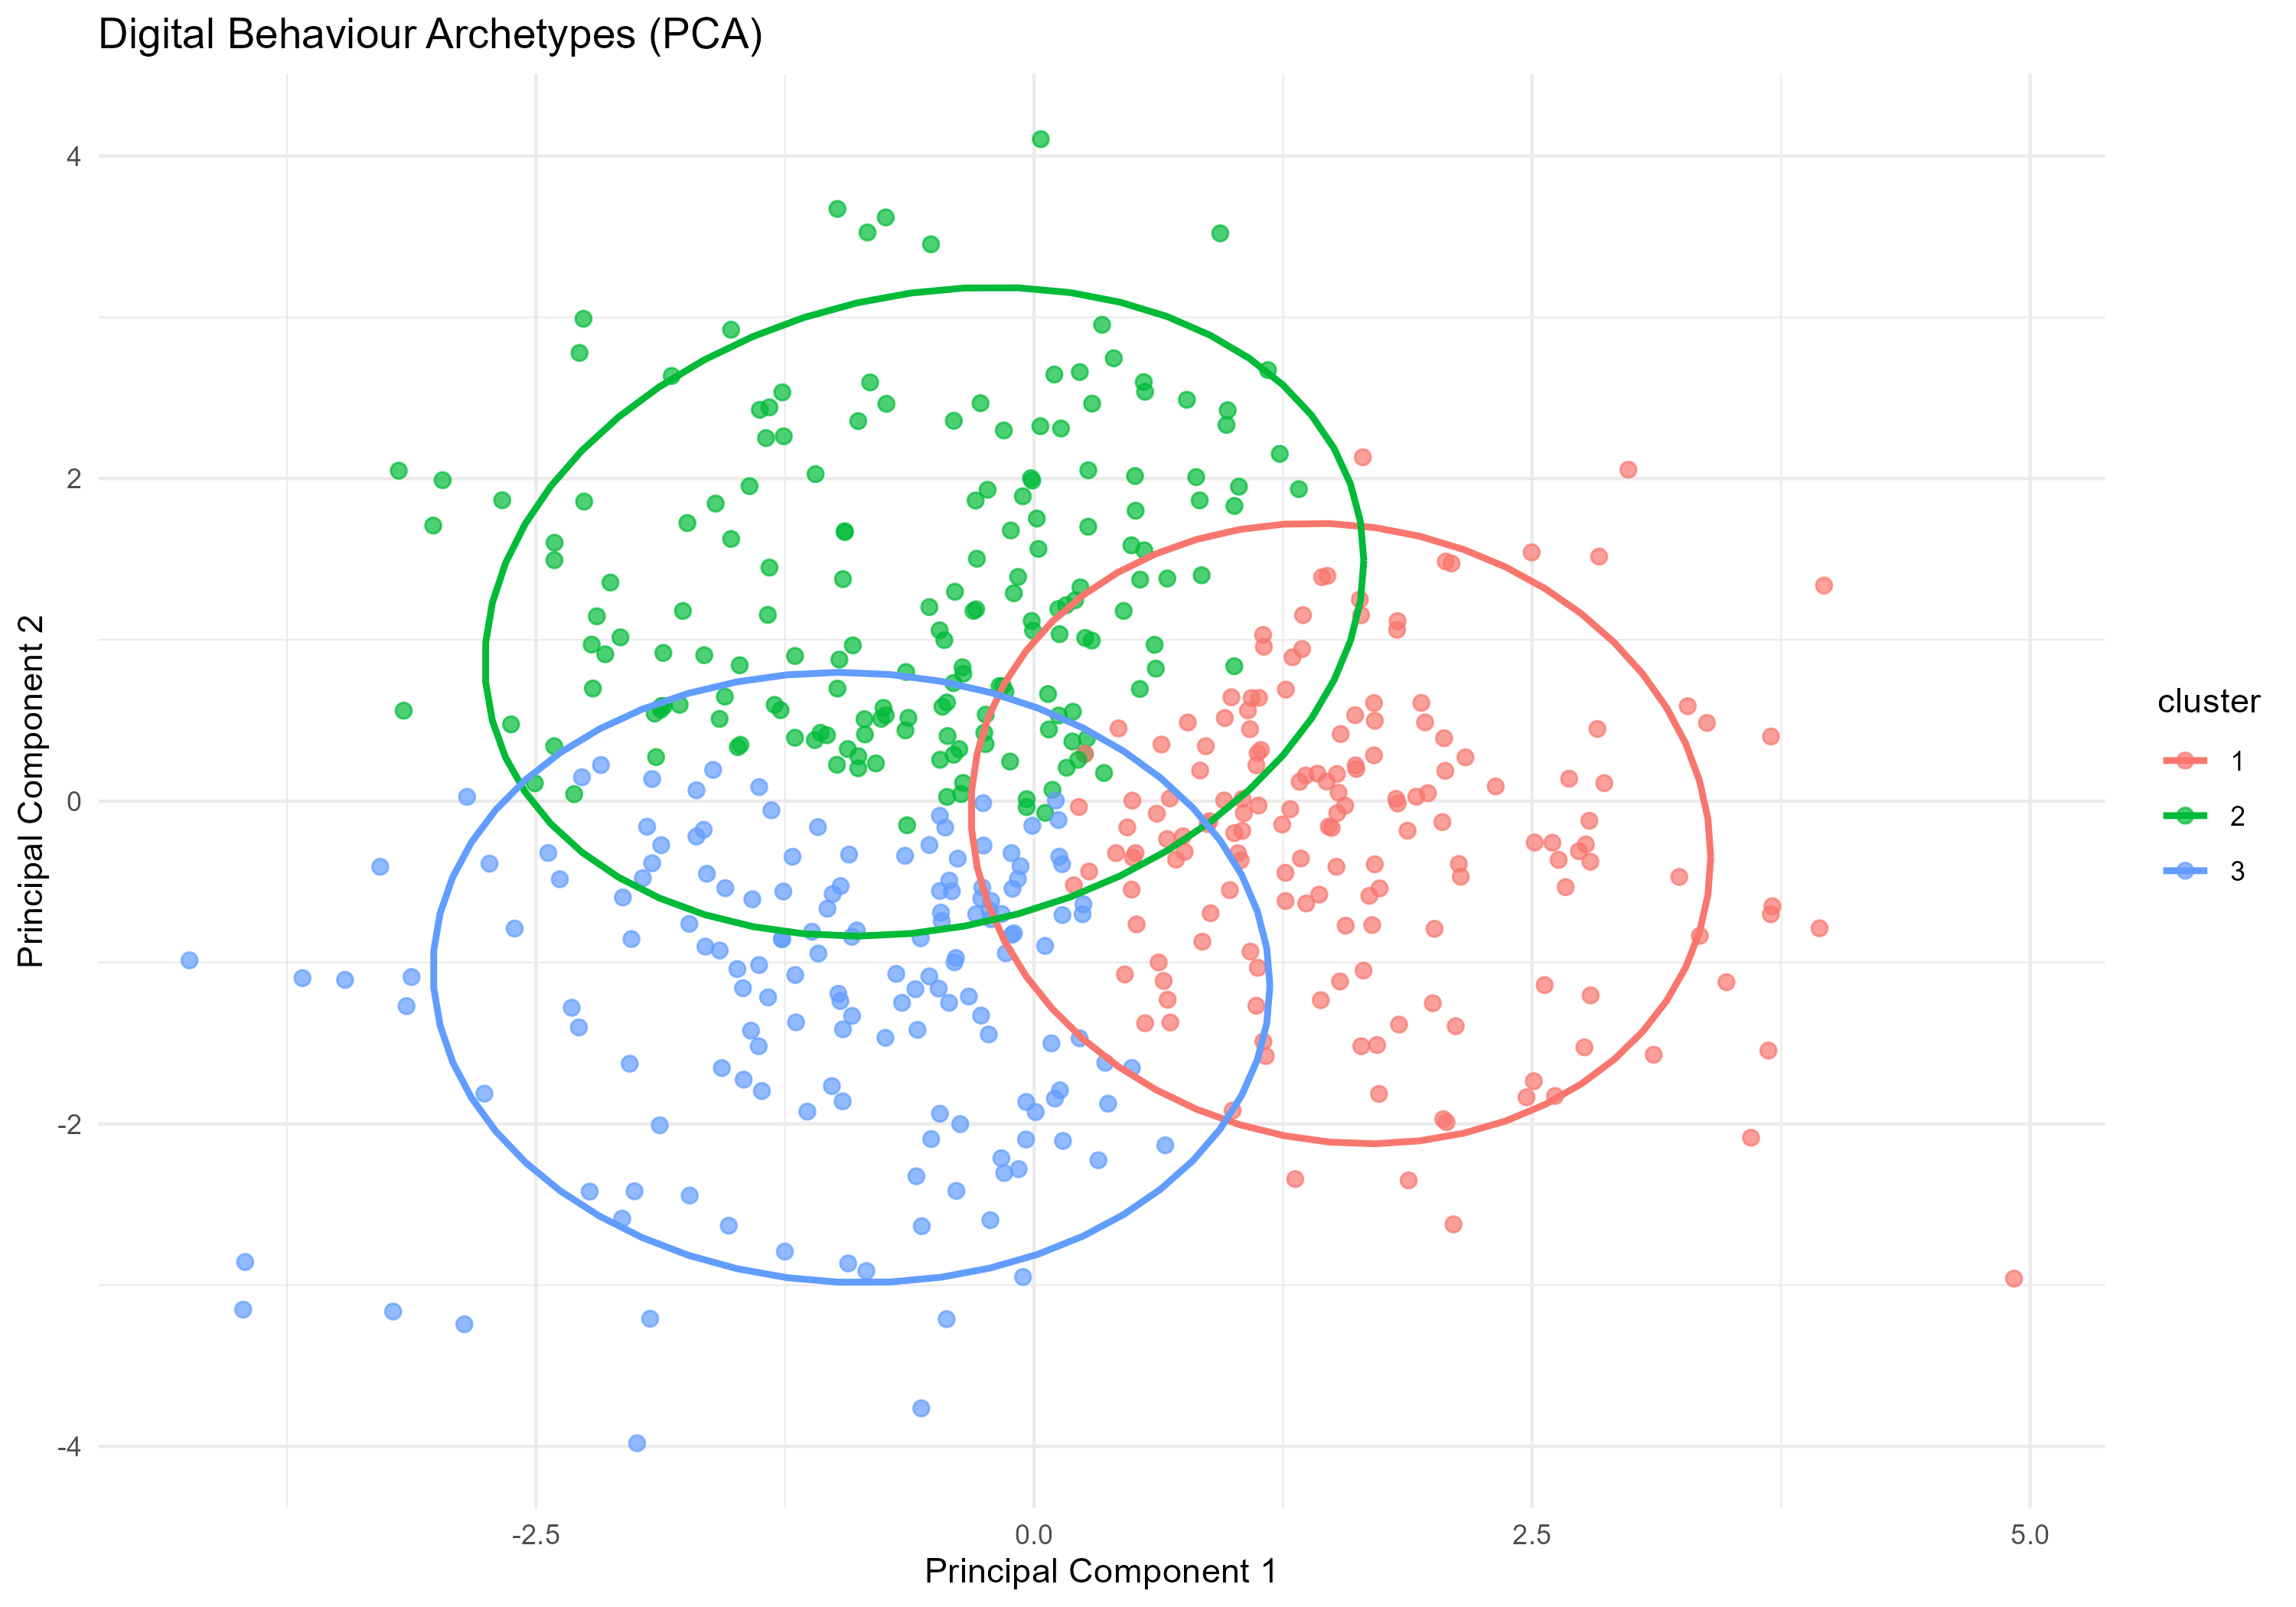 Digital Behaviour Archetypes (PCA)
4
2
0
-2
-4
Principal Component 2
-2.5 0.0 2.5 5.0
Principal Component 1
cluster
1
2
3